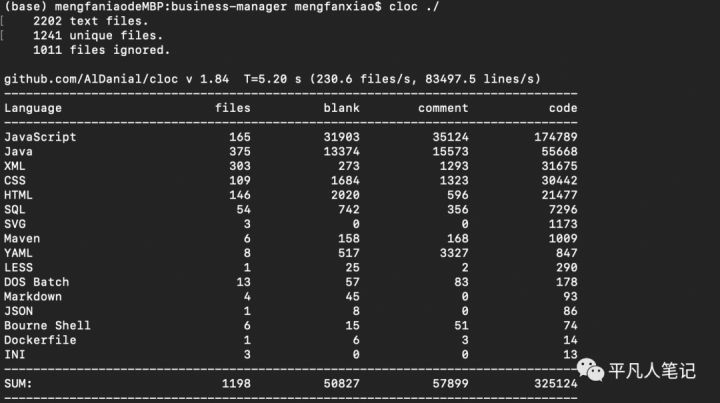 (base) mengfaniaodeMBP:business-manager mengfanxiao$ cloc ./
[    2202 text files.
[    1241 unique files.
     1011 files ignored.
github.com/AlDanial/cloc v 1.84  T=5.20 s (230.6 files/s, 83497.5 lines/s)
-------------------------------------------------------------------------------
Language                     files          blank        comment           code
-------------------------------------------------------------------------------
JavaScript                     165          31903          35124         174789
Java                           375          13374          15573          55668
XML                            303            273           1293          31675
CSS                            109           1684           1323          30442
HTML                           146           2020            596          21477
SQL                             54            742            356           7296
SVG                              3              0              0           1173
Maven                            6            158            168           1009
YAML                             8            517           3327            847
LESS                             1             25              2            290
DOS Batch                       13             57             83            178
Markdown                         4             45              0             93
JSON                             1              8              0             86
Bourne Shell                     6             15             51             74
Dockerfile                       1              6              3             14
INI                              3              0              0             13
-------------------------------------------------------------------------------
SUM:                          1198          50827          57899         325124
-------------------------------------------------------------------------------
平凡人笔记